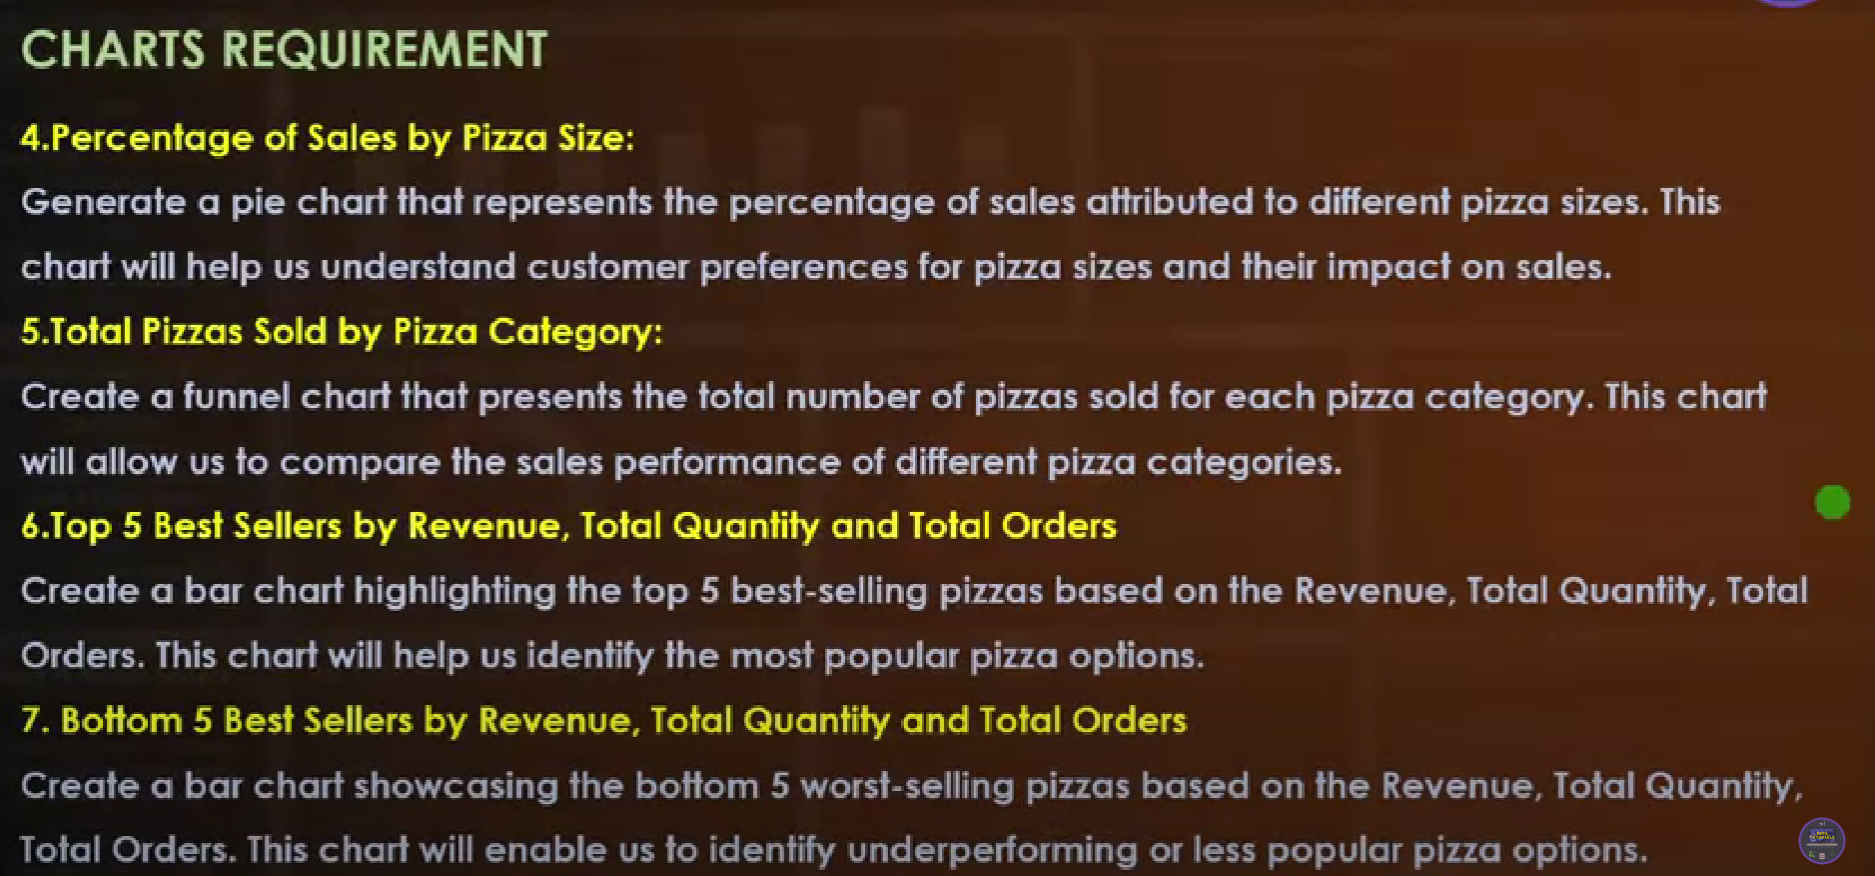 CHARTS REQUIREMENT
4.Percentage of Sales by Pizza Size:
Generate a pie chart that represents the percentage of sales attributed to different pizza sizes. This
chart will help us understand customer preferences for pizza sizes and their impact on sales.
5.Total Pizzas Sold by Pizza Category:
Create a funnel chart that presents the total number of pizzas sold for each pizza category. This chart
will allow us to compare the sales performance of different pizza categories.
6.Top 5 Best Sellers by Revenue, Total Quantity and Total Orders
Create a bar chart highlighting the top 5 best-selling pizzas based on the Revenue, Total Quantity, Total
Orders. This chart will help us identify the most popular pizza options.
7. Bottom 5 Best Sellers by Revenue, Total Quantity and Total Orders
Create a bar chart showcasing the bottom 5 worst-selling pizzas based on the Revenue, Total Quantity,
Total Orders. This chart will enable us to identify underperforming or less popular pizza options.